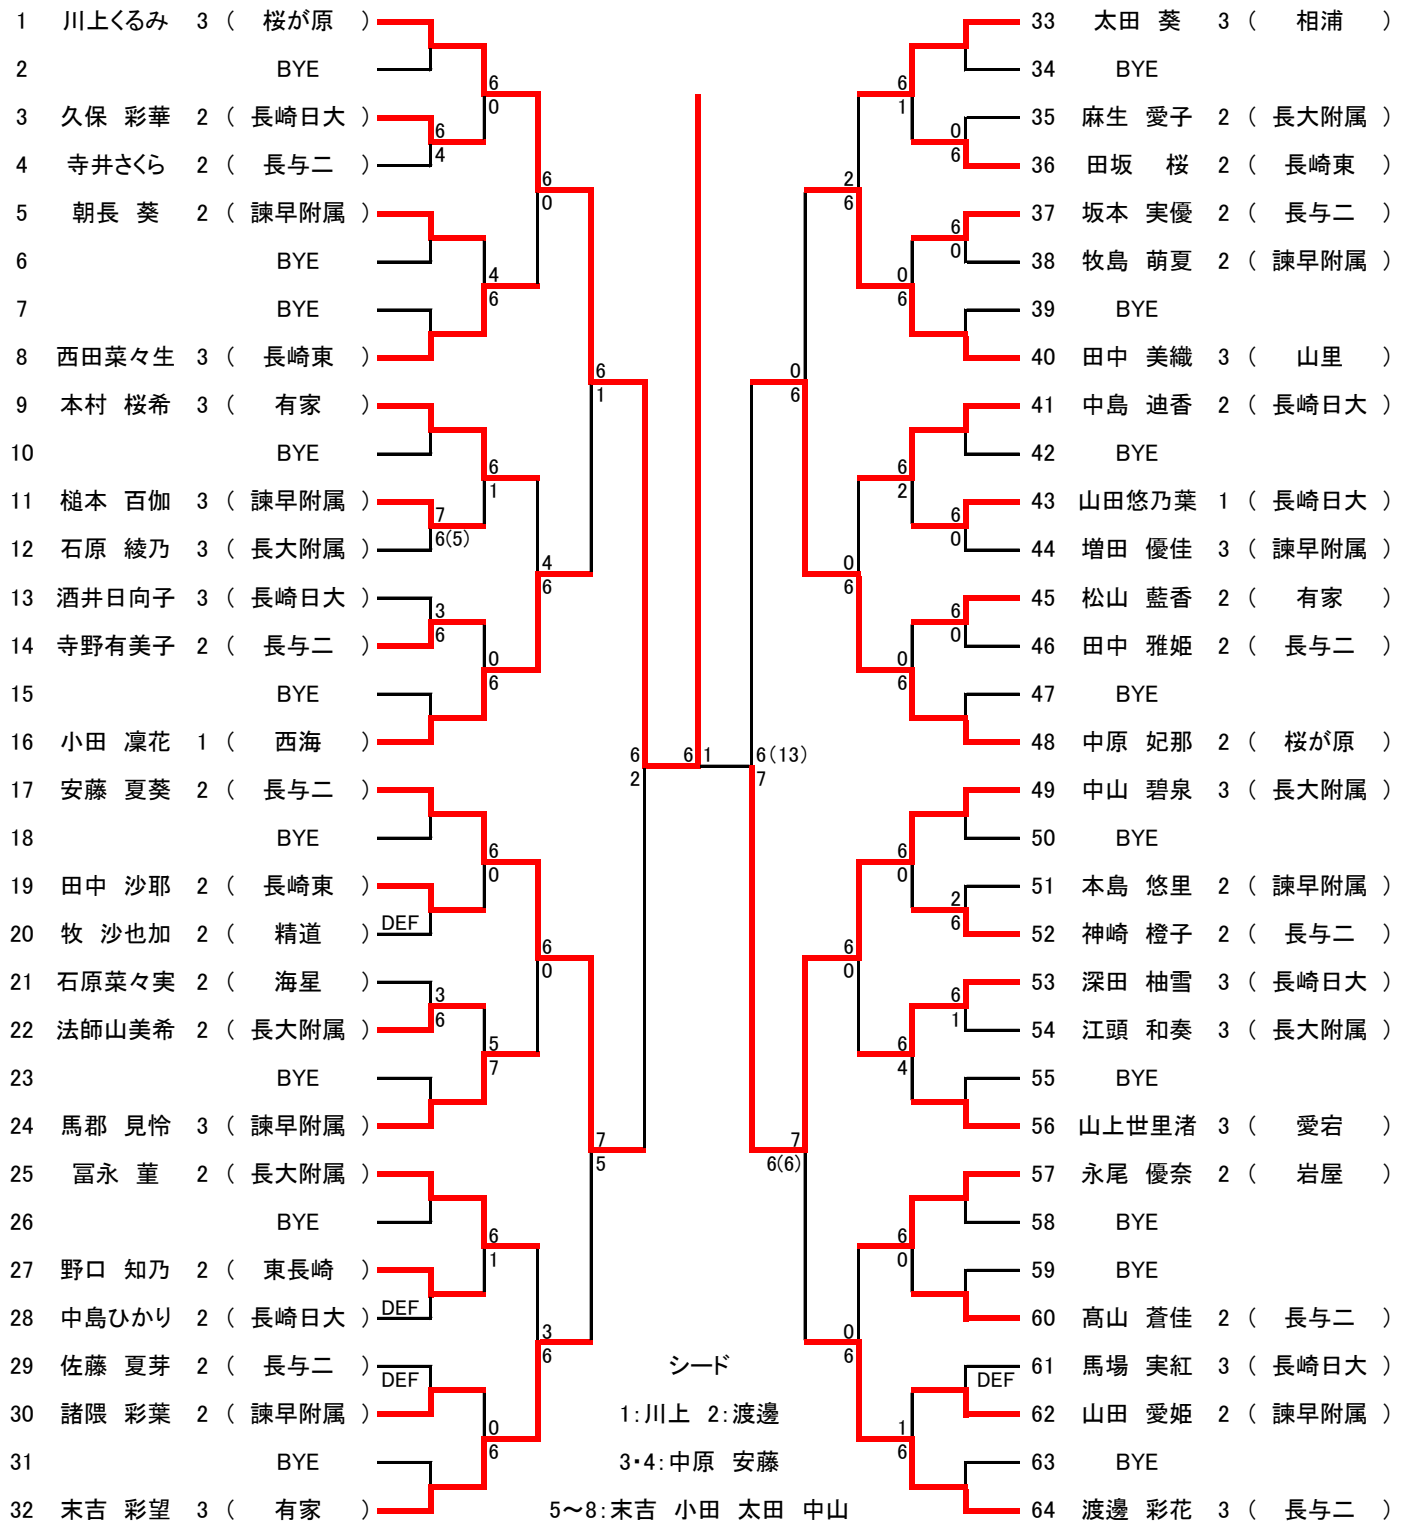 1 川上くるみ 3 ( 桜が原 )
2 BYE
3 久保 彩華 2 ( 長崎日大 )
4 寺井さくら 2 ( 長与二 )
5 朝長 葵 2 ( 諫早附属 )
6 BYE
7 BYE
8 西田菜々生 3 ( 長崎東 )
9 本村 桜希 3 ( 有家 )
10 BYE
11 槌本 百伽 3 ( 諫早附属 )
12 石原 綾乃 3 ( 長大附属 )
13 酒井日向子 3 ( 長崎日大 )
14 寺野有美子 2 ( 長与二 )
15 BYE
16 小田 凜花 1 ( 西海 )
17 安藤 夏葵 2 ( 長与二 )
18 BYE
19 田中 沙耶 2 ( 長崎東 )
20 牧 沙也加 2 ( 精道 )
21 石原菜々実 2 ( 海星 )
22 法師山美希 2 ( 長大附属 )
23 BYE
24 馬郡 見怜 3 ( 諫早附属 )
25 冨永 菫 2 ( 長大附属 )
26 BYE
27 野口 知乃 2 ( 東長崎 )
28 中島ひかり 2 ( 長崎日大 )
29 佐藤 夏芽 2 ( 長与二 )
30 諸隈 彩葉 2 ( 諫早附属 )
31 BYE
32 末吉 彩望 3 ( 有家 )
6
4
7
6(5)
3
6
DEF
3
6
DEF
DEF
6
0
4
6
6
1
0
6
6
0
5
7
6
1
0
6
6
0
4
6
6
0
3
6
6
1
7
5
6
2
6 1
6(13)
7
0
6
7
6(6)
2
6
0
6
6
0
0
6
6
1
0
6
6
2
0
6
6
0
6
4
6
0
1
6
0
6
6
0
6
0
6
0
2
6
6
1
DEF
シード
1:川上 2:渡邊
3・4:中原 安藤
5～8:末吉 小田 太田 中山
33 太田 葵 3 ( 相浦 )
34 BYE
35 麻生 愛子 2 ( 長大附属 )
36 田坂 桜 2 ( 長崎東 )
37 坂本 実優 2 ( 長与二 )
38 牧島 萌夏 2 ( 諫早附属 )
39 BYE
40 田中 美織 3 ( 山里 )
41 中島 迪香 2 ( 長崎日大 )
42 BYE
43 山田悠乃葉 1 ( 長崎日大 )
44 増田 優佳 3 ( 諫早附属 )
45 松山 藍香 2 ( 有家 )
46 田中 雅姫 2 ( 長与二 )
47 BYE
48 中原 妃那 2 ( 桜が原 )
49 中山 碧泉 3 ( 長大附属 )
50 BYE
51 本島 悠里 2 ( 諫早附属 )
52 神崎 橙子 2 ( 長与二 )
53 深田 柚雪 3 ( 長崎日大 )
54 江頭 和奏 3 ( 長大附属 )
55 BYE
56 山上世里渚 3 ( 愛宕 )
57 永尾 優奈 2 ( 岩屋 )
58 BYE
59 BYE
60 髙山 蒼佳 2 ( 長与二 )
61 馬場 実紅 3 ( 長崎日大 )
62 山田 愛姫 2 ( 諫早附属 )
63 BYE
64 渡邊 彩花 3 ( 長与二 )